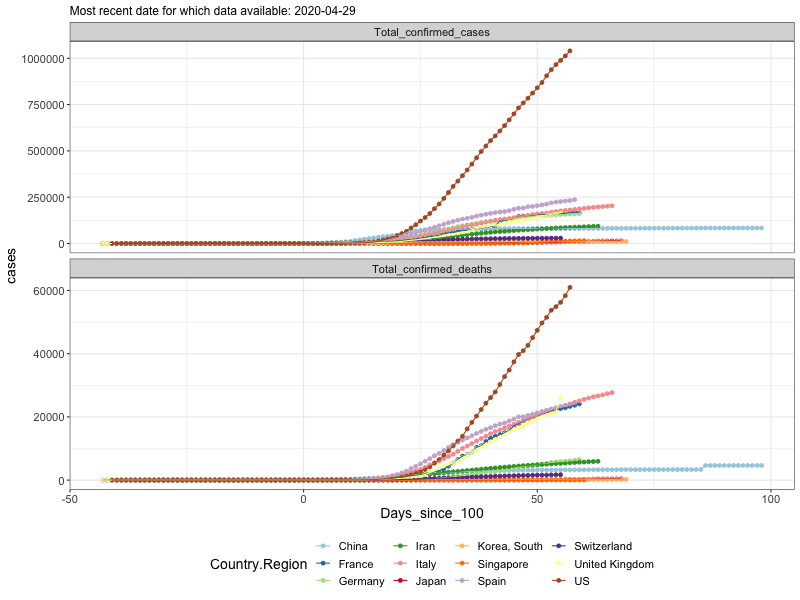 Most recent date for which data available: 2020-04-29
Total_confirmed_cases
1000000
750000
500000
250000
0
cases
Total_confirmed_deaths
60000
40000
20000
0
-50 0 50 100
Days_since_100
Country.Region
China Iran Korea, South Switzerland
France Italy Singapore United Kingdom
Germany Japan Spain US